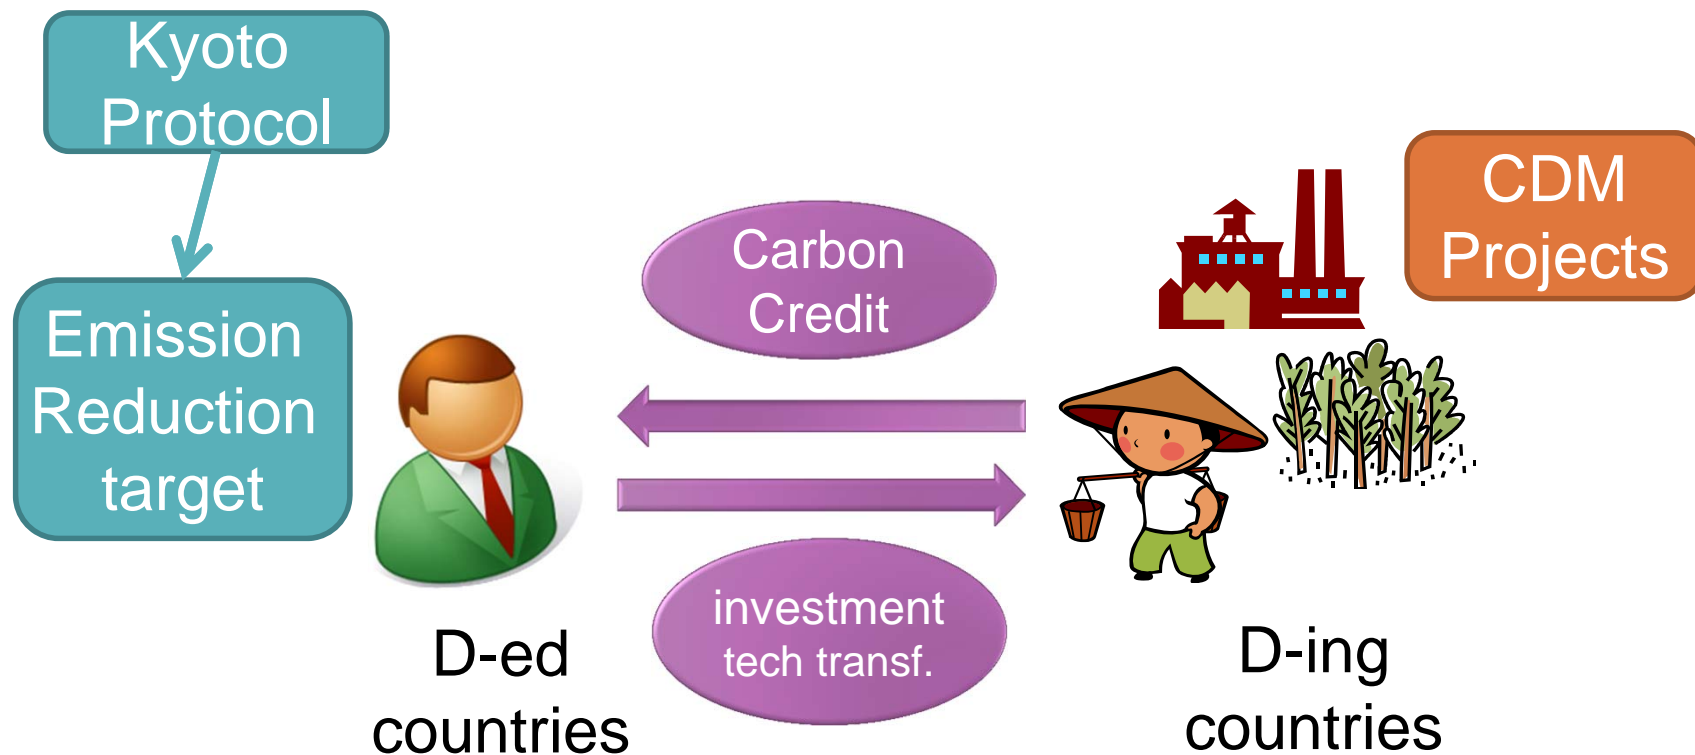 Kyoto
Protocol
Emission
Reduction
target
D-ed
countries
Carbon
Credit
investment
tech transf.
CDM
Projects
D-ing
countries